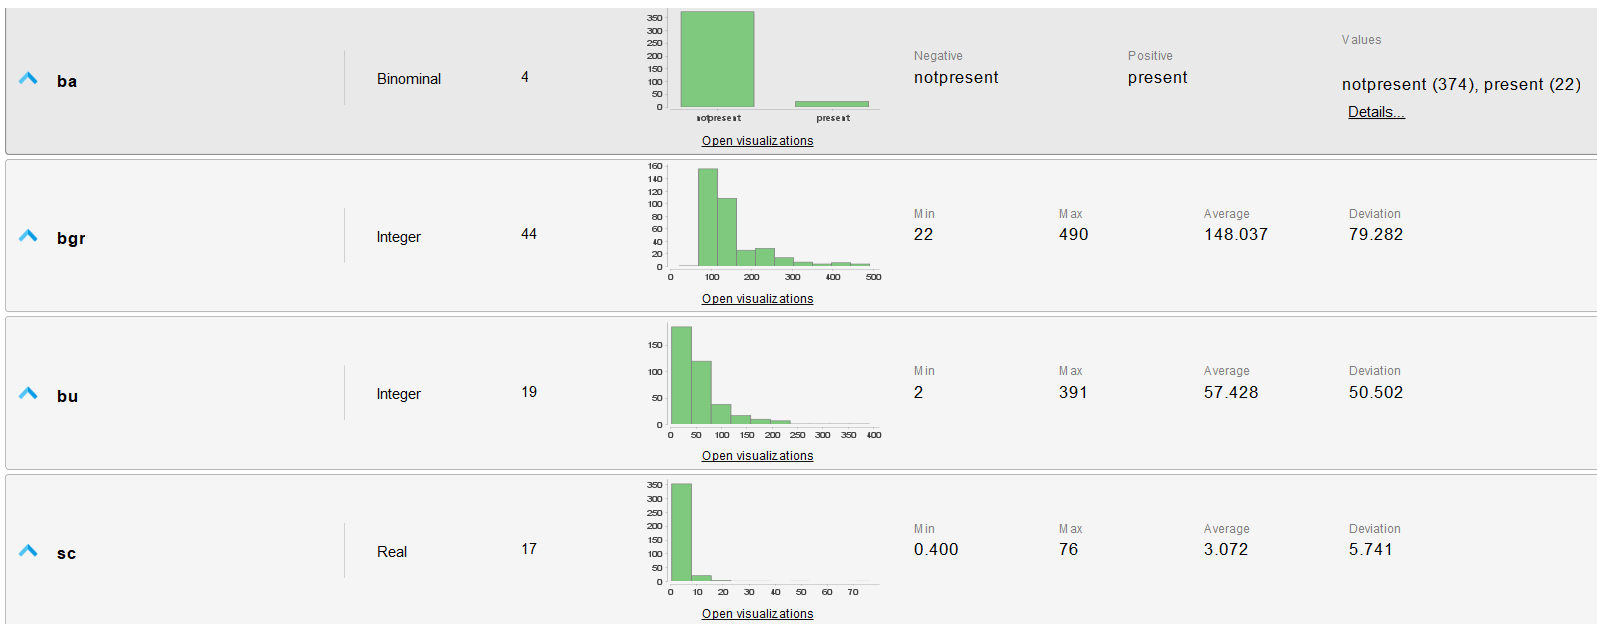 ba
Binominal
4
350
300
250
200
150
100
50
0
notpresent present
Open visualizations
Negative
notpresent
Positive
present
Values
notpresent (374), present (22)
Details...
bgr
Integer
44
160
140
120
100
80
60
40
20
0
0 100 200 300 400 500
Open visualizations
Min
22
Max
490
Average
148.037
Deviation
79.282
bu
Integer
19
150
100
50
0
0 50 100 150 200 250 300 350 400
Open visualizations
Min
2
Max
391
Average
57.428
Deviation
50.502
sc
Real
17
350
300
250
200
150
100
50
0
0 10 20 30 40 50 60 70
Open visualizations
Min
0.400
Max
76
Average
3.072
Deviation
5.741